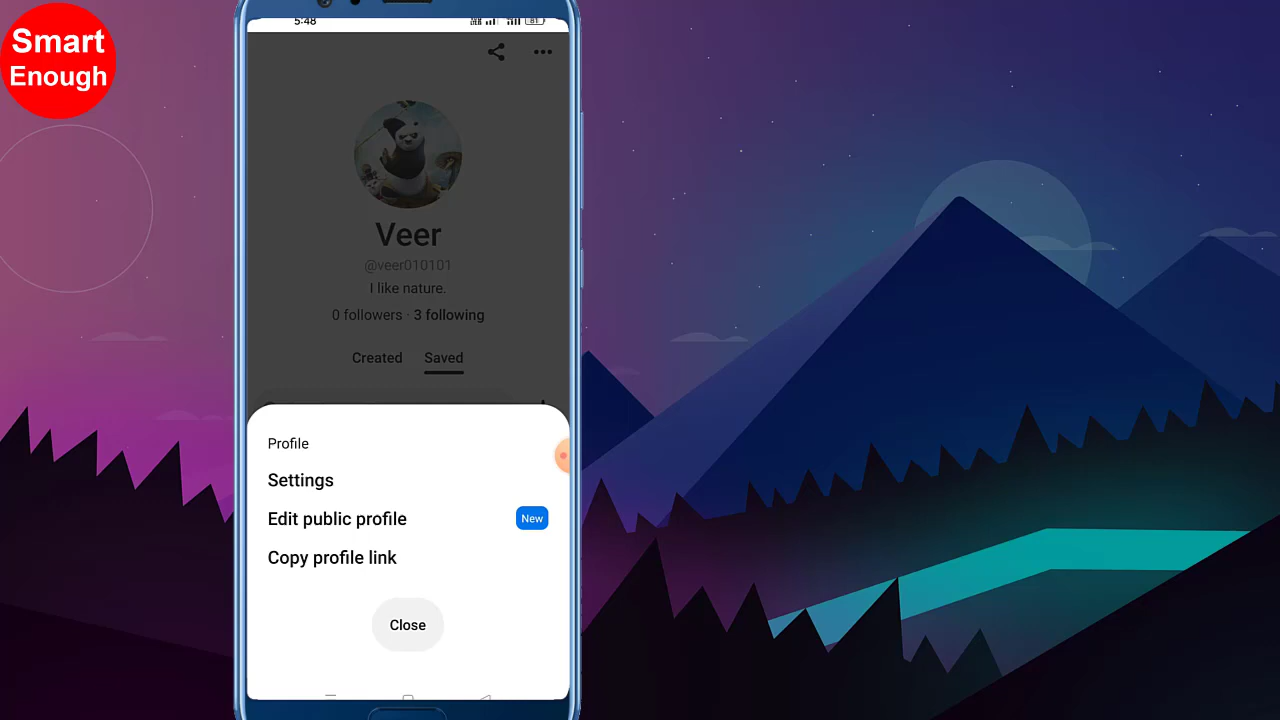 Smart
Enough
5:48
81
Veer
@veer010101
I like nature.
0 followers · 3 following
Created Saved
Profile
Settings
Edit public profile New
Copy profile link
Close